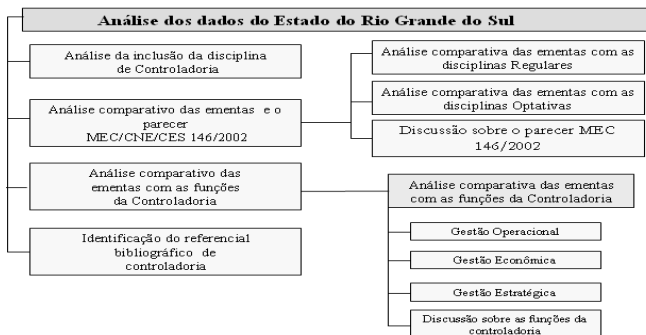 Análise dos dados do Estado do Rio Grande do Sul
Análise da inclusão da disciplina
de Controladoria
Análise comparativo das ementas e o
parecer
MEC/CNE/CES 146/2002
Análise comparativa das ementas com as
disciplinas Regulares
Análise comparativa das ementas com as
disciplinas Optativas
Discussão sobre o parecer MEC
146/2002
Análise comparativo das
ementas com as funções
da Controladoria
Análise comparativa das ementas
com as funções da Controladoria
Gestão Operacional
Gestão Econômica
Gestão Estratégica
Discussão sobre as funções da
controladoria
Identificação do referencial
bibliográfico de
controladoria